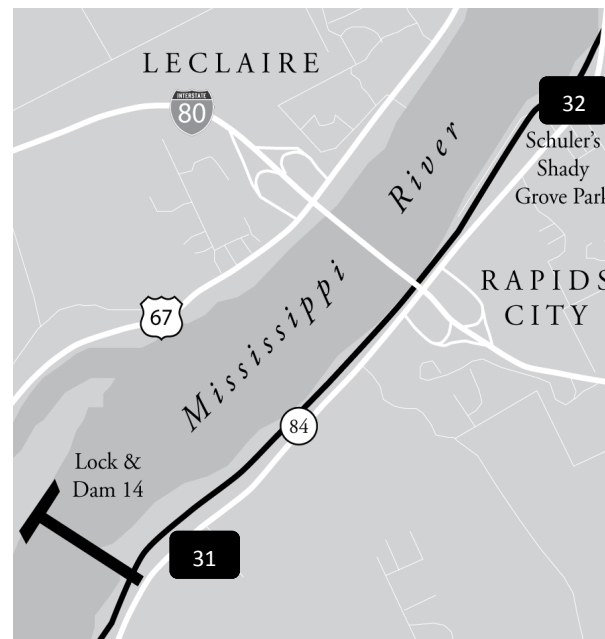 LECLAIRE
INTERSTATE
80
32
Schuler's
Shady
Grove Park
Mississippi River
RAPIDS
CITY
67
84
Lock &
Dam 14
31